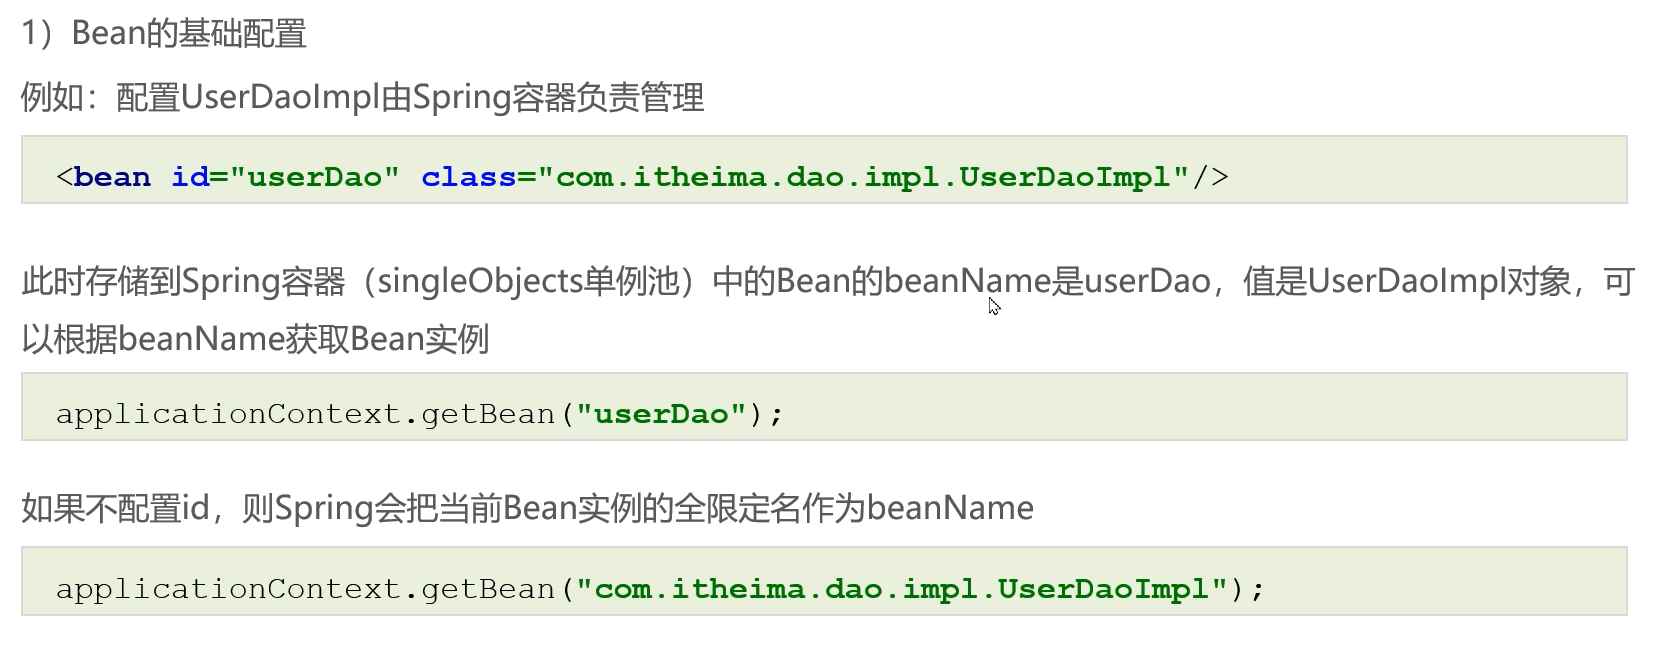 1）Bean的基础配置
例如：配置UserDaoImpl由Spring容器负责管理
<bean id="userDao" class="com.itheima.dao.impl.UserDaoImpl"/>
此时存储到Spring容器（singleObjects单例池）中的Bean的beanName是userDao，值是UserDaoImpl对象，可
以根据beanName获取Bean实例
applicationContext.getBean("userDao");
如果不配置id，则Spring会把当前Bean实例的全限定名作为beanName
applicationContext.getBean("com.itheima.dao.impl.UserDaoImpl");